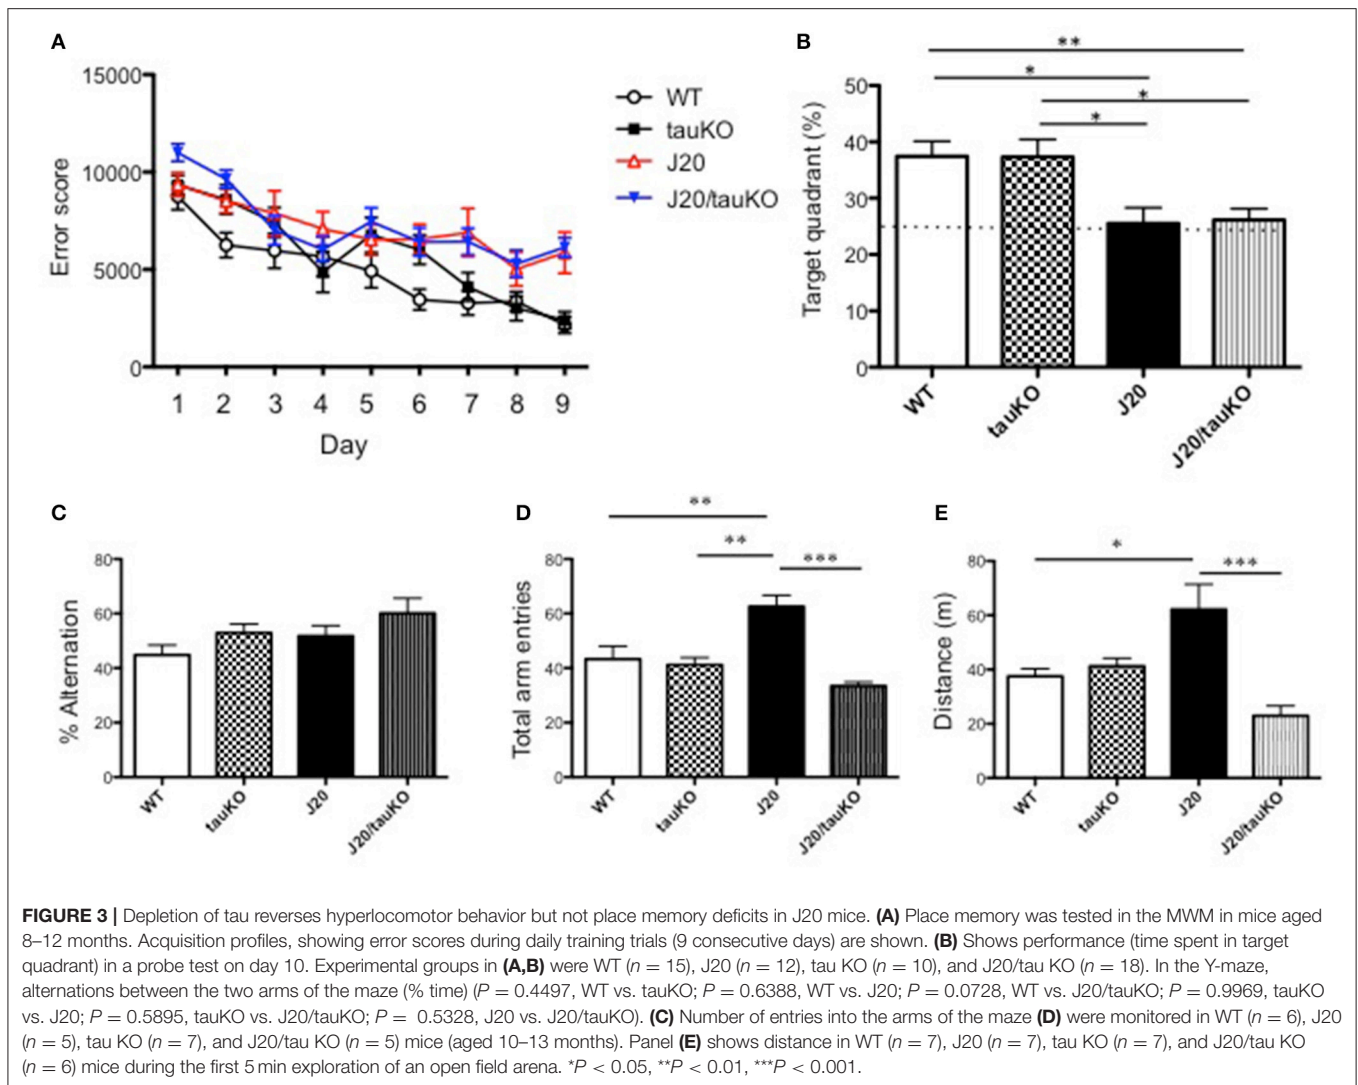 A
15000
10000
5000
0
Error score
1 2 3 4 5 6 7 8 9
Day
WT
tauKO
J20
J20/tauKO
B
**
*
*
*
50
40
30
20
10
0
Target quadrant (%)
WT
tauKO
J20
J20/tauKO
C
80
60
40
20
0
% Alternation
WT
tauKO
J20
J20/tauKO
D
**
**
***
80
60
40
20
0
Total arm entries
WT
tauKO
J20
J20/tauKO
E
*
***
80
60
40
20
0
Distance (m)
WT
tauKO
J20
J20/tauKO
FIGURE 3 | Depletion of tau reverses hyperlocomotor behavior but not place memory deficits in J20 mice. (A) Place memory was tested in the MWM in mice aged
8–12 months. Acquisition profiles, showing error scores during daily training trials (9 consecutive days) are shown. (B) Shows performance (time spent in target
quadrant) in a probe test on day 10. Experimental groups in (A,B) were WT (n = 15), J20 (n = 12), tau KO (n = 10), and J20/tau KO (n = 18). In the Y-maze,
alternations between the two arms of the maze (% time) (P = 0.4497, WT vs. tauKO; P = 0.6388, WT vs. J20; P = 0.0728, WT vs. J20/tauKO; P = 0.9969, tauKO
vs. J20; P = 0.5895, tauKO vs. J20/tauKO; P = 0.5328, J20 vs. J20/tauKO). (C) Number of entries into the arms of the maze (D) were monitored in WT (n = 6), J20
(n = 5), tau KO (n = 7), and J20/tau KO (n = 5) mice (aged 10–13 months). Panel (E) shows distance in WT (n = 7), J20 (n = 7), tau KO (n = 7), and J20/tau KO
(n = 6) mice during the first 5 min exploration of an open field arena. *P < 0.05, **P < 0.01, ***P < 0.001.